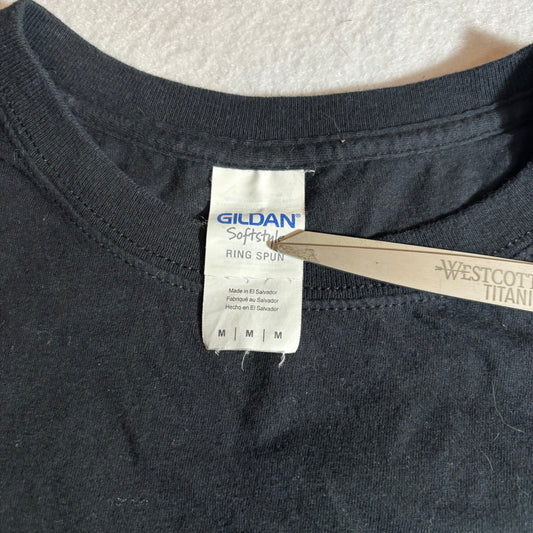 GILDAN®
Softstyle
RING SPUN
Made in El Salvador
Fabriqué au Salvador
Hecho en El Salvador
M | M | M
WESTCOTT
TITANI